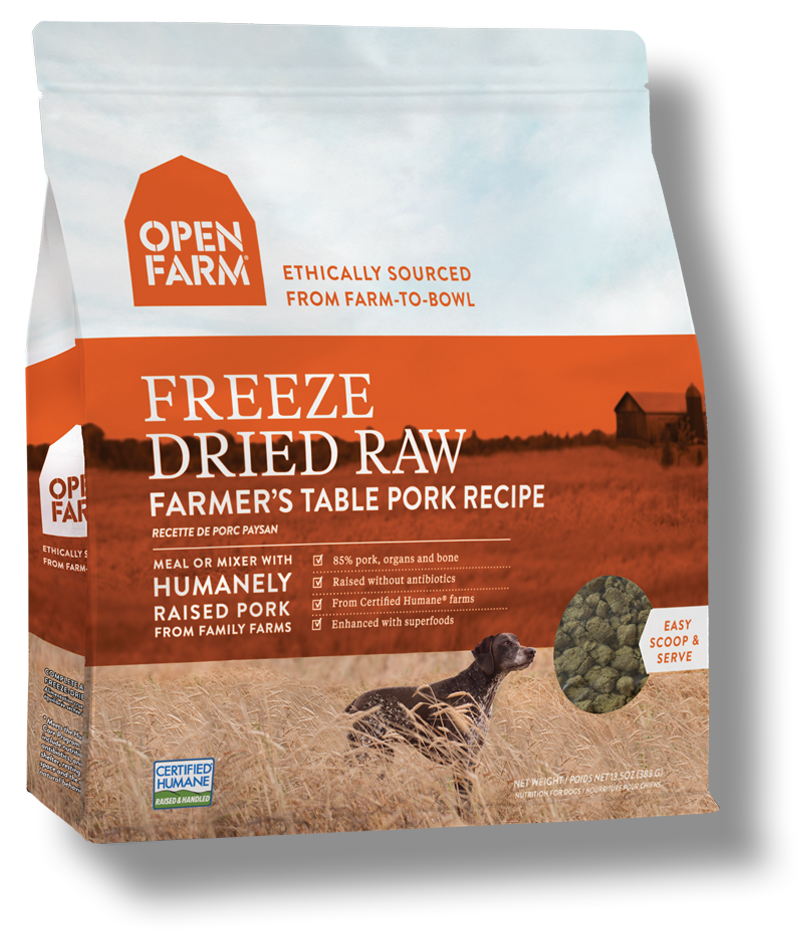 OPEN
FARM®
ETHICALLY SOURCED
FROM FARM-TO-BOWL
FREEZE
DRIED RAW
FARMER'S TABLE PORK RECIPE
RECETTE DE PORC PAYSAN
MEAL OR MIXER WITH
HUMANELY
RAISED PORK
FROM FAMILY FARMS
85% pork, organs and bone
Raised without antibiotics
From Certified Humane® farms
Enhanced with superfoods
EASY
SCOOP &
SERVE
CERTIFIED
HUMANE
RAISED & HANDLED
NET WEIGHT / POIDS NET 13.5OZ (383 G)
NUTRITION FOR DOGS / NOURRITURE POUR CHIENS
OPE
FAR
ETHICALLY S
FROM FARM-
COMPLETE A